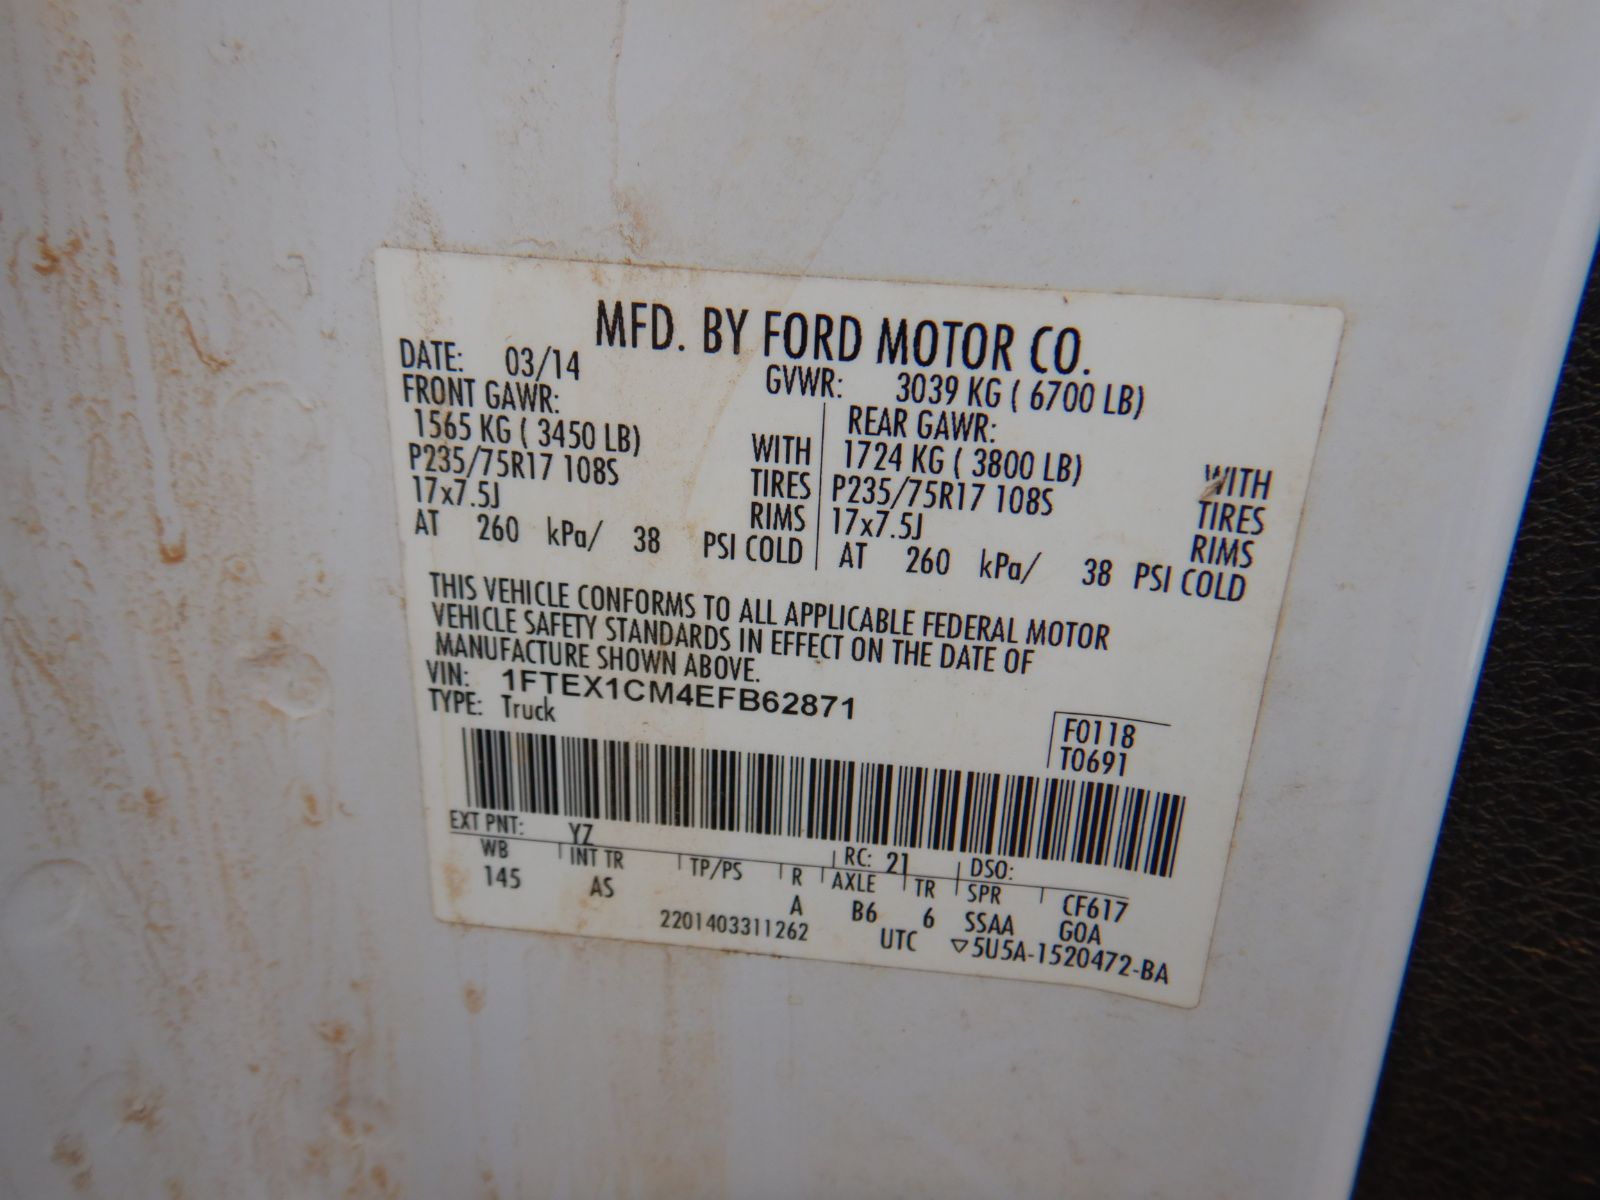 MFD. BY FORD MOTOR CO.
DATE: 03/14 GVWR: 3039 KG ( 6700 LB)
FRONT GAWR: REAR GAWR:
1565 KG ( 3450 LB) WITH 1724 KG ( 3800 LB) WITH
P235/75R17 108S TIRES P235/75R17 108S TIRES
17x7.5J RIMS 17x7.5J RIMS
AT 260 kPa/ 38 PSI COLD AT 260 kPa/ 38 PSI COLD
THIS VEHICLE CONFORMS TO ALL APPLICABLE FEDERAL MOTOR
VEHICLE SAFETY STANDARDS IN EFFECT ON THE DATE OF
MANUFACTURE SHOWN ABOVE.
VIN: 1FTEX1CM4EFB62871
TYPE: Truck
F0118
T0691
EXT PNT: YZ RC: 21 DSO:
WB INT TR TP/PS R AXLE TR SPR CF617
145 AS A B6 6 SSAA GOA
2201403311262 UTC ▽5U5A-1520472-BA